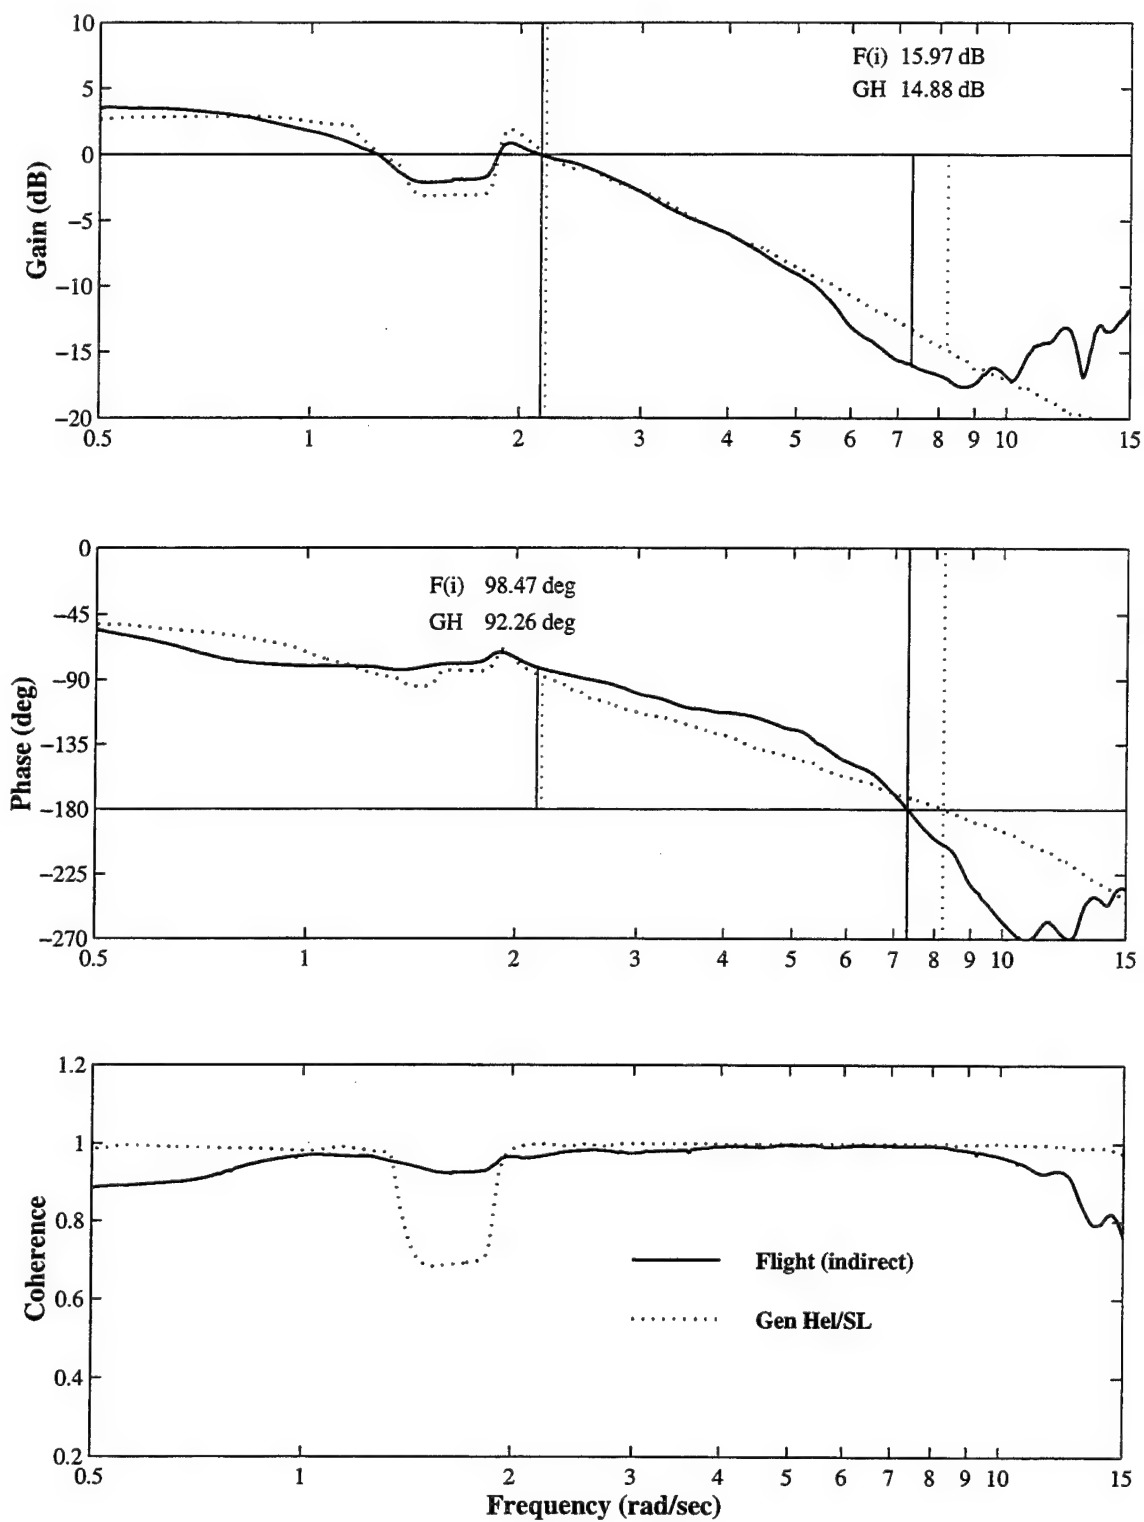 10
5
0
−5
−10
−15
−20
Gain (dB)
F(i) 15.97 dB
GH 14.88 dB
0.5 1 2 3 4 5 6 7 8 9 10 15
0
−45
−90
−135
−180
−225
−270
Phase (deg)
F(i) 98.47 deg
GH 92.26 deg
0.5 1 2 3 4 5 6 7 8 9 10 15
1.2
1
0.8
0.6
0.4
0.2
Coherence
Flight (indirect)
Gen Hel/SL
0.5 1 2 3 4 5 6 7 8 9 10 15
Frequency (rad/sec)